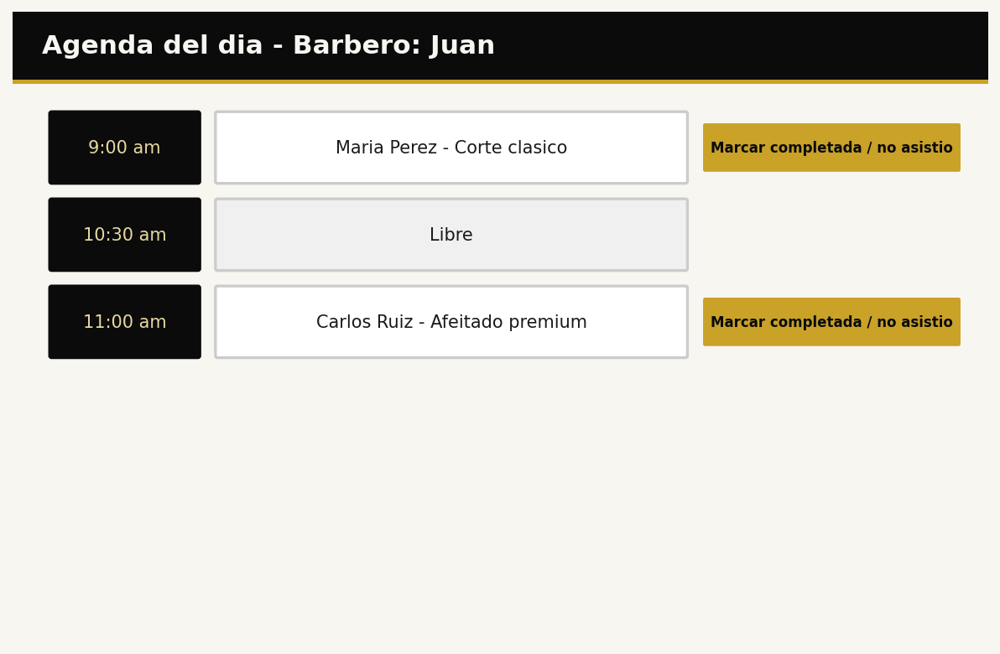 Agenda del dia - Barbero: Juan
9:00 am
Maria Perez - Corte clasico
Marcar completada / no asistio
10:30 am
Libre
11:00 am
Carlos Ruiz - Afeitado premium
Marcar completada / no asistio